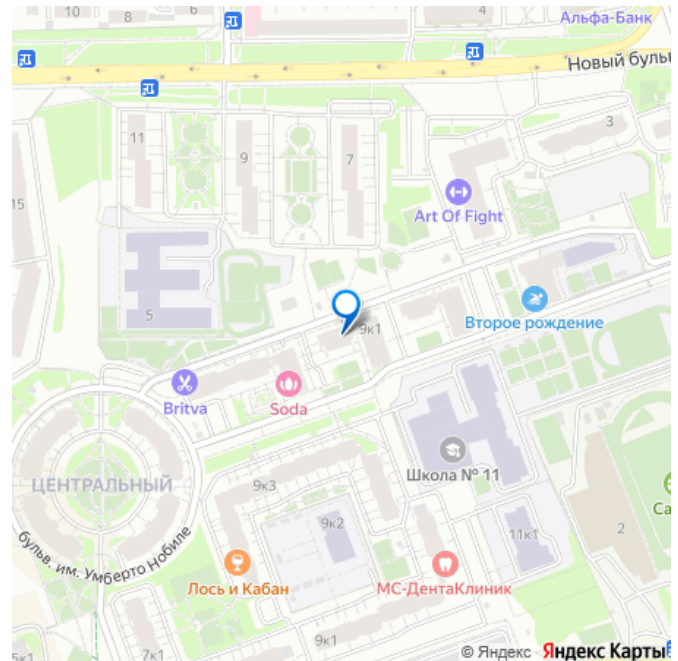 10
8
6
4
Альфа-Банк
Новый бульв
11
9
7
3
15
Art Of Fight
5
9к1
Второе рождение
Britva
Soda
ЦЕНТРАЛЬНЫЙ
Школа № 11
9к3
9к2
11к1
2
Са
бульв. им. Умберто Нобиле
Лось и Кабан
МС-ДентаКлиник
7к1
9к1
© Яндекс Яндекс Карты